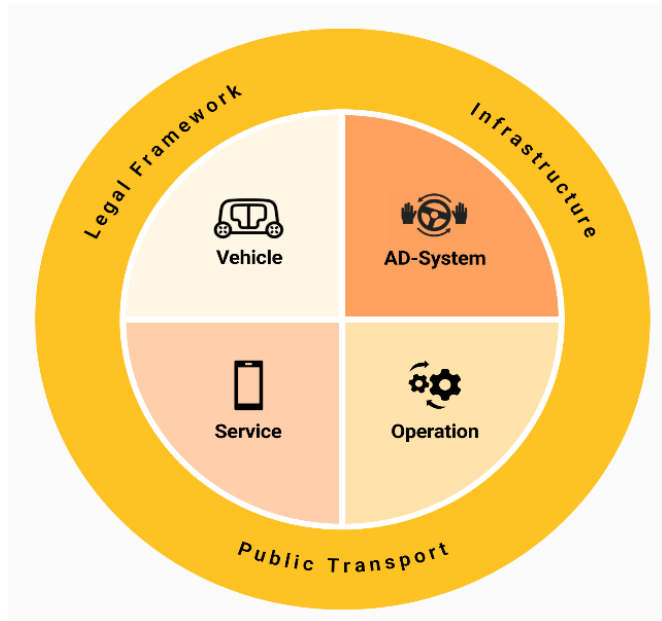 Legal Framework
Infrastructure
Vehicle
AD-System
Service
Operation
Public Transport